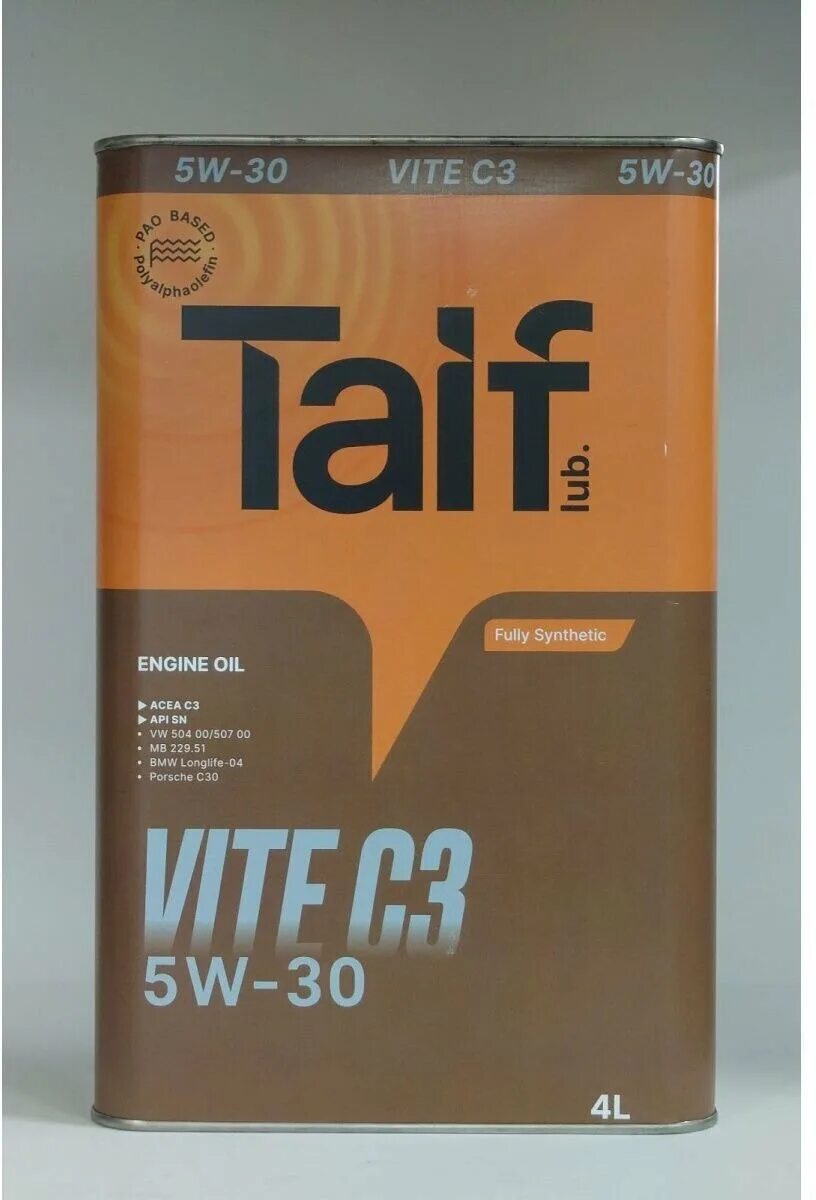 5W-30 VITE C3 5W-30
· PAO BASED ·
Polyalphaolefin
Taif
lub.
Fully Synthetic
ENGINE OIL
▶ ACEA C3
▶ API SN
• VW 504 00/507 00
• MB 229.51
• BMW Longlife-04
• Porsche C30
VITE C3
5W-30
4L